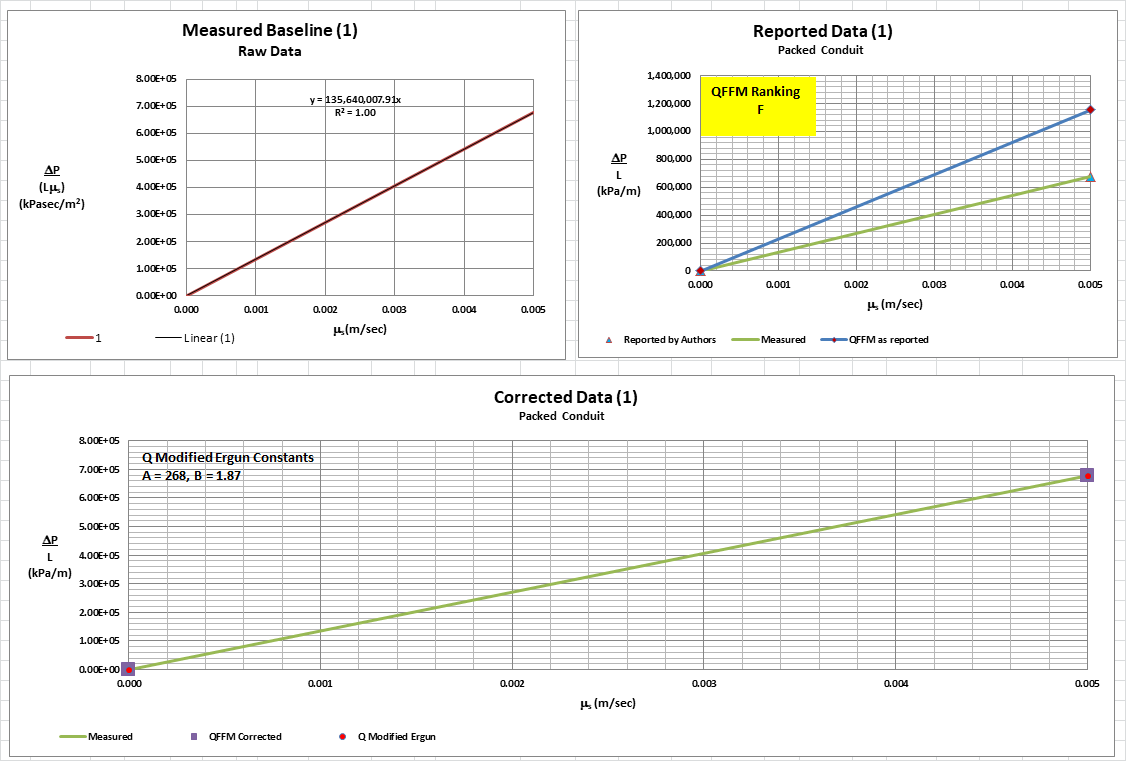 Measured Baseline (1)
Raw Data
8.00E+05
7.00E+05
6.00E+05
5.00E+05
4.00E+05
3.00E+05
2.00E+05
1.00E+05
0.00E+00
y = 135,640,007.91x
R² = 1.00
ΔP
(Lμs)
(kPasec/m²)
0.000 0.001 0.002 0.003 0.004 0.005
μs(m/sec)
1 Linear (1)
Reported Data (1)
Packed Conduit
1,400,000
1,200,000
1,000,000
800,000
600,000
400,000
200,000
0
QFFM Ranking
F
ΔP
L
(kPa/m)
0.000 0.001 0.002 0.003 0.004 0.005
μs (m/sec)
Reported by Authors Measured QFFM as reported
Corrected Data (1)
Packed Conduit
8.00E+05
7.00E+05
6.00E+05
5.00E+05
4.00E+05
3.00E+05
2.00E+05
1.00E+05
0.00E+00
Q Modified Ergun Constants
A = 268, B = 1.87
ΔP
L
(kPa/m)
0.000 0.001 0.002 0.003 0.004 0.005
μs (m/sec)
Measured QFFM Corrected Q Modified Ergun